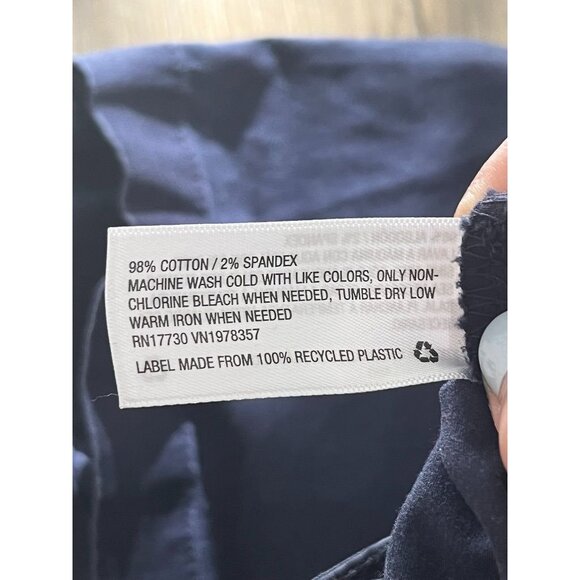 98% COTTON / 2% SPANDEX
MACHINE WASH COLD WITH LIKE COLORS, ONLY NON-
CHLORINE BLEACH WHEN NEEDED, TUMBLE DRY LOW
WARM IRON WHEN NEEDED
RN17730 VN1978357
LABEL MADE FROM 100% RECYCLED PLASTIC